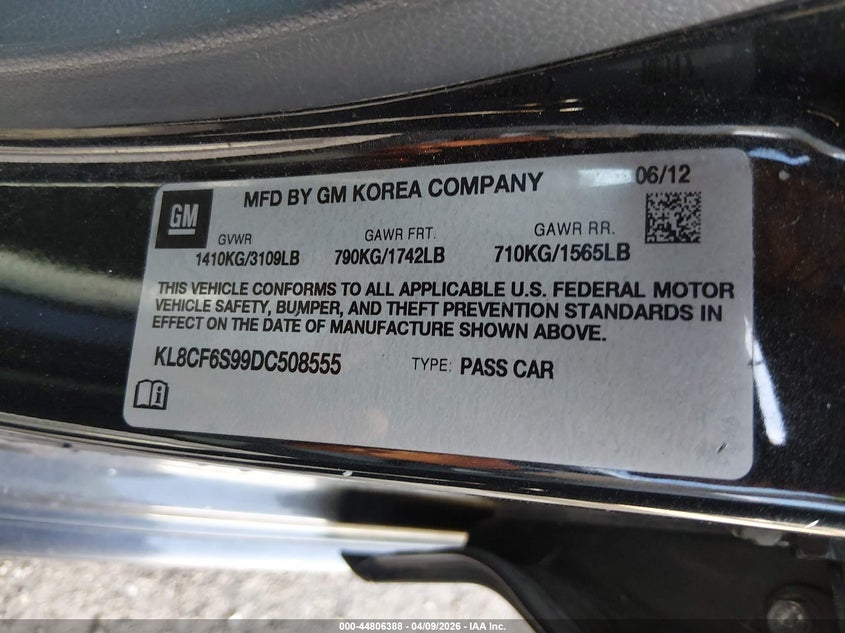 GM
MFD BY GM KOREA COMPANY
06/12
GVWR
GAWR FRT.
GAWR RR.
1410KG/3109LB
790KG/1742LB
710KG/1565LB
THIS VEHICLE CONFORMS TO ALL APPLICABLE U.S. FEDERAL MOTOR
VEHICLE SAFETY, BUMPER, AND THEFT PREVENTION STANDARDS IN
EFFECT ON THE DATE OF MANUFACTURE SHOWN ABOVE.
KL8CF6S99DC508555
TYPE: PASS CAR
000-44806388 - 04/09/2026 - IAA Inc.